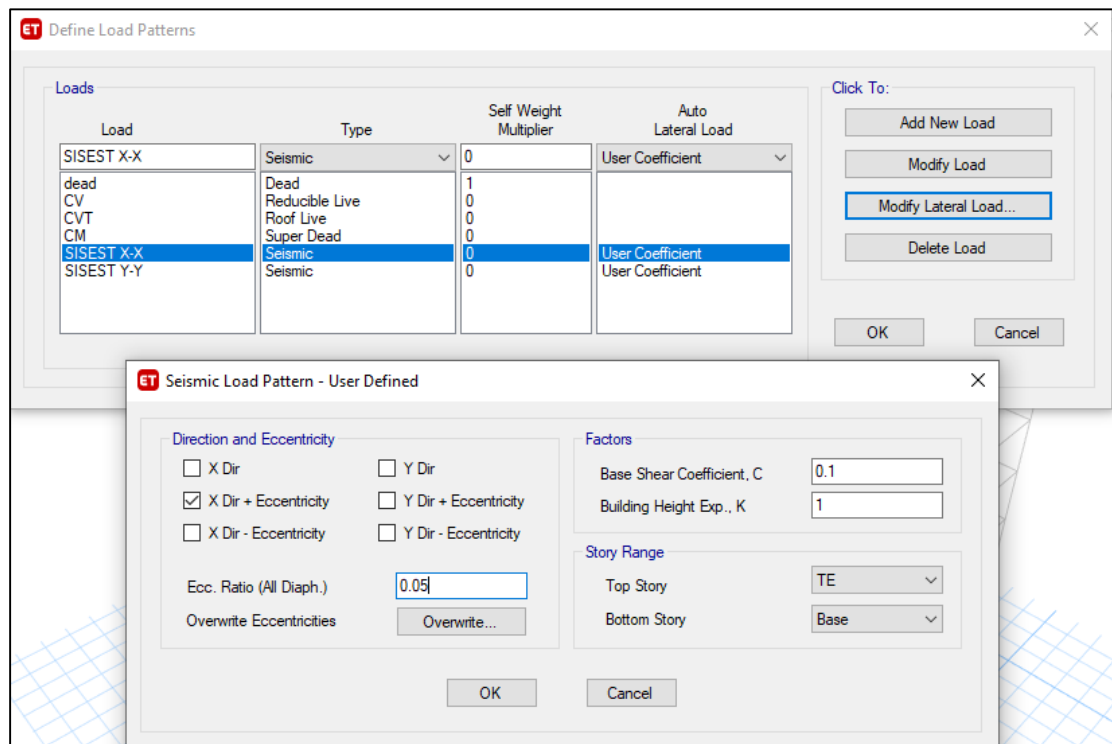 ET Define Load Patterns
Loads
Click To:
Load Type Self Weight Multiplier Auto Lateral Load
SISEST X-X Seismic 0 User Coefficient
dead Dead 1
CV Reducible Live 0
CVT Roof Live 0
CM Super Dead 0
SISEST X-X Seismic 0 User Coefficient
SISEST Y-Y Seismic 0 User Coefficient
Add New Load
Modify Load
Modify Lateral Load...
Delete Load
OK Cancel
ET Seismic Load Pattern - User Defined
Direction and Eccentricity
X Dir Y Dir
X Dir + Eccentricity Y Dir + Eccentricity
X Dir - Eccentricity Y Dir - Eccentricity
Ecc. Ratio (All Diaph.) 0.05
Overwrite Eccentricities Overwrite...
Factors
Base Shear Coefficient, C 0.1
Building Height Exp., K 1
Story Range
Top Story TE
Bottom Story Base
OK Cancel